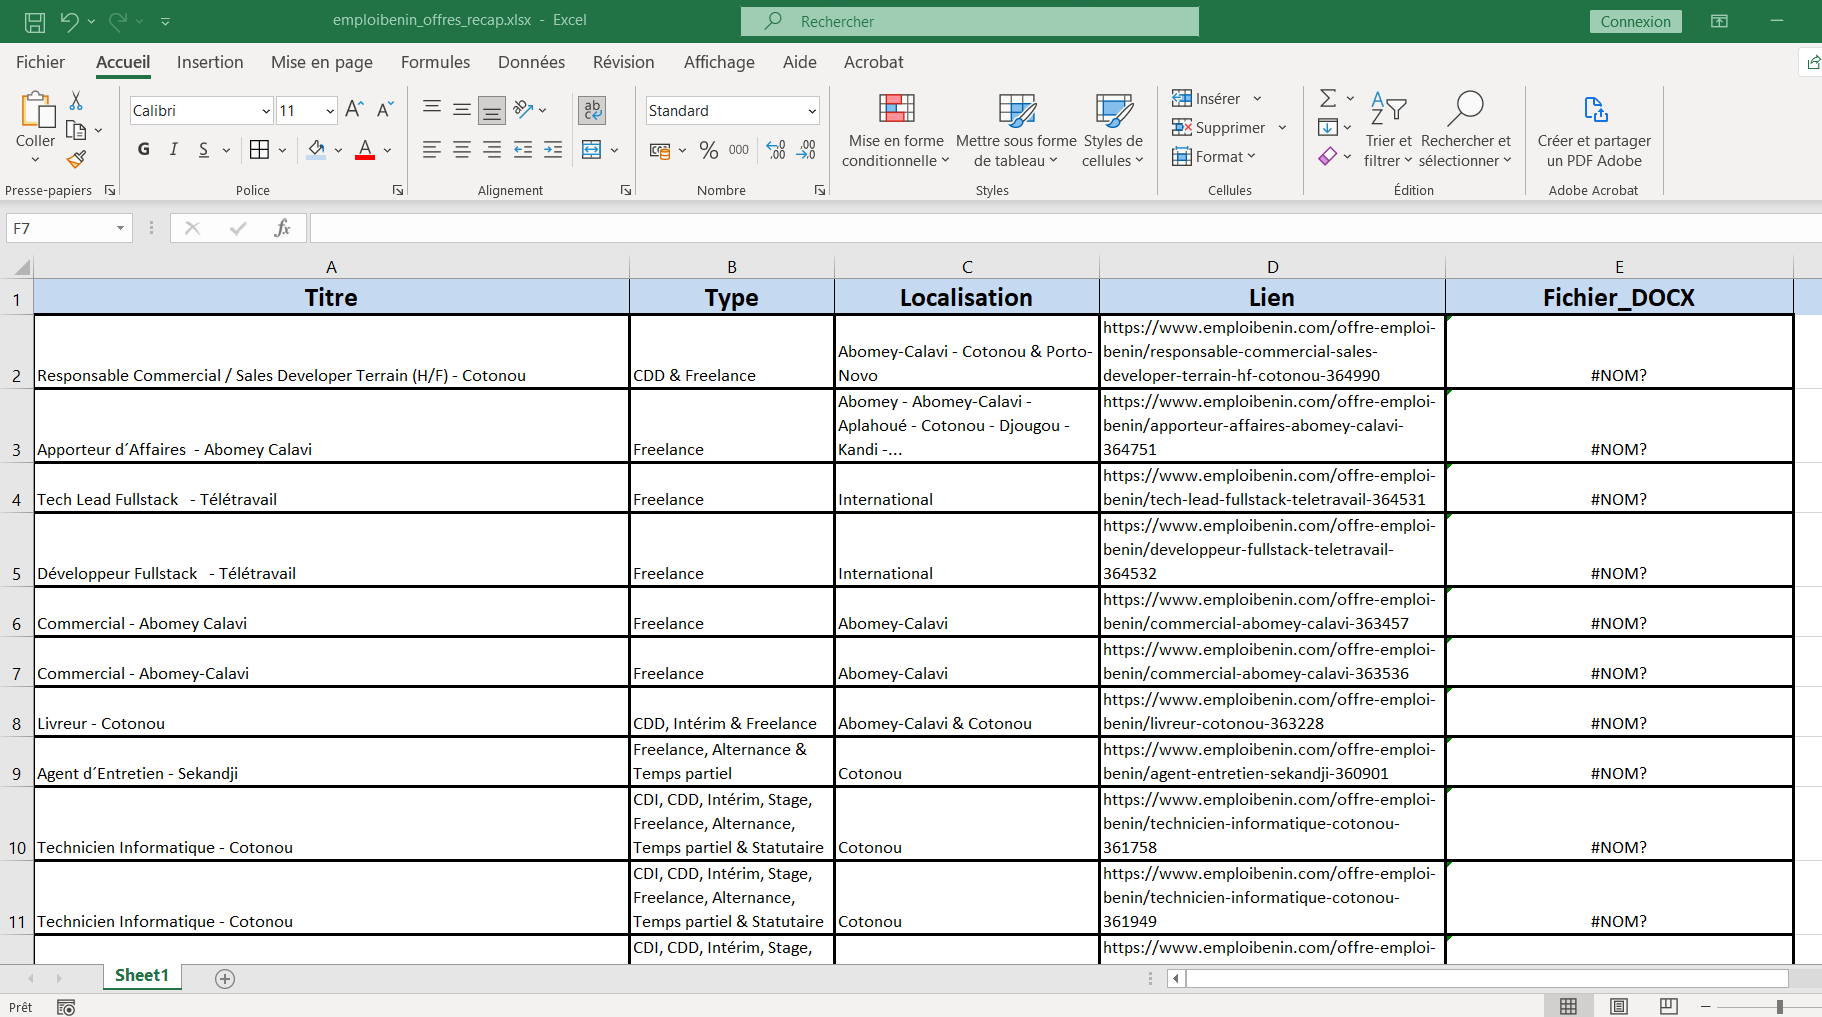 emploibenin_offres_recap.xlsx - Excel
Rechercher
Connexion
Fichier Accueil Insertion Mise en page Formules Données Révision Affichage Aide Acrobat
Coller
Presse-papiers
Calibri 11
G I S
Police
ab
Alignement
Standard
% 000 ,00 ,00
Nombre
Mise en forme conditionnelle
Mettre sous forme de tableau
Styles de cellules
Styles
Insérer
Supprimer
Format
Cellules
Trier et filtrer
Rechercher et sélectionner
Édition
Créer et partager un PDF Adobe
Adobe Acrobat
F7 fx
A B C D E
1 Titre Type Localisation Lien Fichier_DOCX
2 Responsable Commercial / Sales Developer Terrain (H/F) - Cotonou
CDD & Freelance
Abomey-Calavi - Cotonou & Porto-
Novo
https://www.emploibenin.com/offre-emploi-
benin/responsable-commercial-sales-
developer-terrain-hf-cotonou-364990
#NOM?
3 Apporteur d´Affaires - Abomey Calavi
Freelance
Abomey - Abomey-Calavi -
Aplahoué - Cotonou - Djougou -
Kandi -...
https://www.emploibenin.com/offre-emploi-
benin/apporteur-affaires-abomey-calavi-
364751
#NOM?
4 Tech Lead Fullstack - Télétravail
Freelance
International
https://www.emploibenin.com/offre-emploi-
benin/tech-lead-fullstack-teletravail-364531
#NOM?
5 Développeur Fullstack - Télétravail
Freelance
International
https://www.emploibenin.com/offre-emploi-
benin/developpeur-fullstack-teletravail-
364532
#NOM?
6 Commercial - Abomey Calavi
Freelance
Abomey-Calavi
https://www.emploibenin.com/offre-emploi-
benin/commercial-abomey-calavi-363457
#NOM?
7 Commercial - Abomey-Calavi
Freelance
Abomey-Calavi
https://www.emploibenin.com/offre-emploi-
benin/commercial-abomey-calavi-363536
#NOM?
8 Livreur - Cotonou
CDD, Intérim & Freelance
Abomey-Calavi & Cotonou
https://www.emploibenin.com/offre-emploi-
benin/livreur-cotonou-363228
#NOM?
9 Agent d´Entretien - Sekandji
Freelance, Alternance &
Temps partiel
Cotonou
https://www.emploibenin.com/offre-emploi-
benin/agent-entretien-sekandji-360901
#NOM?
10 Technicien Informatique - Cotonou
CDI, CDD, Intérim, Stage,
Freelance, Alternance,
Temps partiel & Statutaire
Cotonou
https://www.emploibenin.com/offre-emploi-
benin/technicien-informatique-cotonou-
361758
#NOM?
11 Technicien Informatique - Cotonou
CDI, CDD, Intérim, Stage,
Freelance, Alternance,
Temps partiel & Statutaire
Cotonou
https://www.emploibenin.com/offre-emploi-
benin/technicien-informatique-cotonou-
361949
#NOM?
CDI, CDD, Intérim, Stage,
https://www.emploibenin.com/offre-emploi-
Sheet1
Prêt